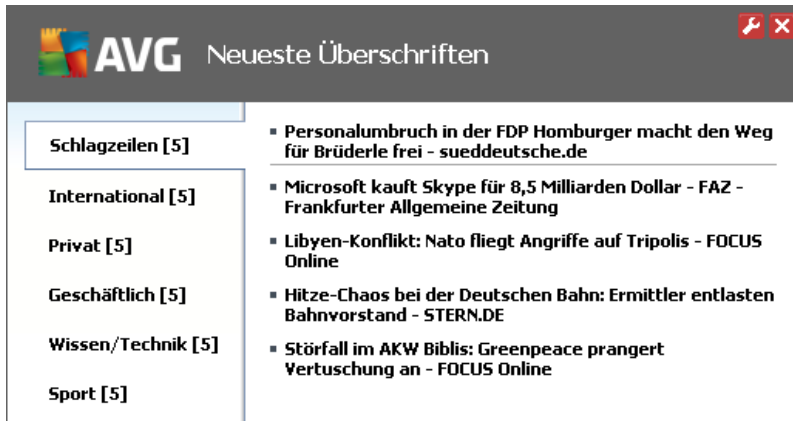 AVG Neueste Überschriften
Schlagzeilen [5]
International [5]
Privat [5]
Geschäftlich [5]
Wissen/Technik [5]
Sport [5]
Personalumbruch in der FDP Homburger macht den Weg
für Brüderle frei - sueddeutsche.de
Microsoft kauft Skype für 8,5 Milliarden Dollar - FAZ -
Frankfurter Allgemeine Zeitung
Libyen-Konflikt: Nato fliegt Angriffe auf Tripolis - FOCUS
Online
Hitze-Chaos bei der Deutschen Bahn: Ermittler entlasten
Bahnvorstand - STERN.DE
Störfall im AKW Biblis: Greenpeace prangert
Vertuschung an - FOCUS Online